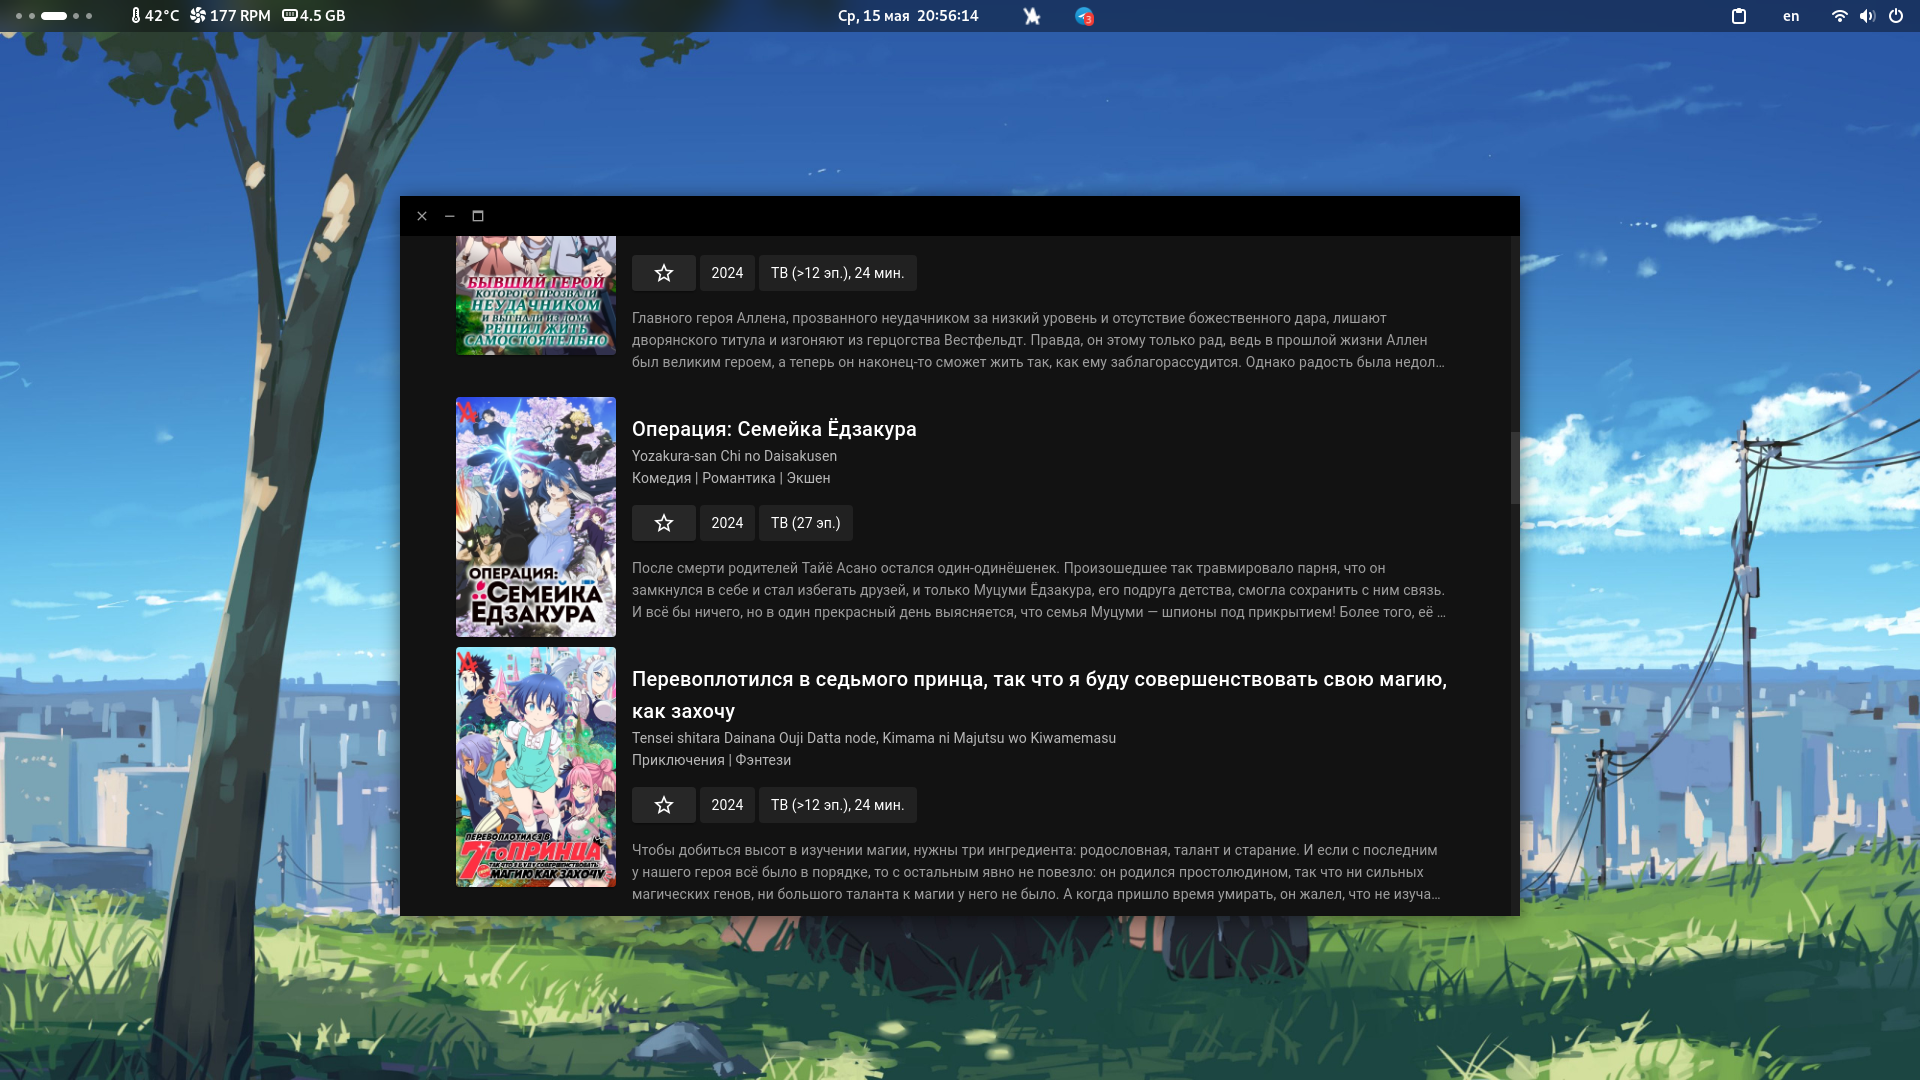 42°C 177 RPM 4.5 GB
Ср, 15 мая 20:56:14
3
en
БЫВШИЙ ГЕРОЙ
КОТОРОГО ПРОЗВАЛИ
НЕУДАЧНИКОМ
И ВЫГНАЛИ ИЗ ДОМА
РЕШИЛ ЖИТЬ
САМОСТОЯТЕЛЬНО
2024
ТВ (>12 эп.), 24 мин.
Главного героя Аллена, прозванного неудачником за низкий уровень и отсутствие божественного дара, лишают
дворянского титула и изгоняют из герцогства Вестфельдт. Правда, он этому только рад, ведь в прошлой жизни Аллен
был великим героем, а теперь он наконец-то сможет жить так, как ему заблагорассудится. Однако радость была недол…
ОПЕРАЦИЯ:
СЕМЕЙКА
ЁДЗАКУРА
Операция: Семейка Ёдзакура
Yozakura-san Chi no Daisakusen
Комедия | Романтика | Экшен
2024
ТВ (27 эп.)
После смерти родителей Тайё Асано остался один-одинёшенек. Произошедшее так травмировало парня, что он
замкнулся в себе и стал избегать друзей, и только Муцуми Ёдзакура, его подруга детства, смогла сохранить с ним связь.
И всё бы ничего, но в один прекрасный день выясняется, что семья Муцуми — шпионы под прикрытием! Более того, её …
ПЕРЕВОПЛОТИЛСЯ В
7ГО ПРИНЦА
ТАК ЧТО Я БУДУ СОВЕРШЕНСТВОВАТЬ
МАГИЮ КАК ЗАХОЧУ
Перевоплотился в седьмого принца, так что я буду совершенствовать свою магию,
как захочу
Tensei shitara Dainana Ouji Datta node, Kimama ni Majutsu wo Kiwamemasu
Приключения | Фэнтези
2024
ТВ (>12 эп.), 24 мин.
Чтобы добиться высот в изучении магии, нужны три ингредиента: родословная, талант и старание. И если с последним
у нашего героя всё было в порядке, то с остальным явно не повезло: он родился простолюдином, так что ни сильных
магических генов, ни большого таланта к магии у него не было. А когда пришло время умирать, он жалел, что не изуча…